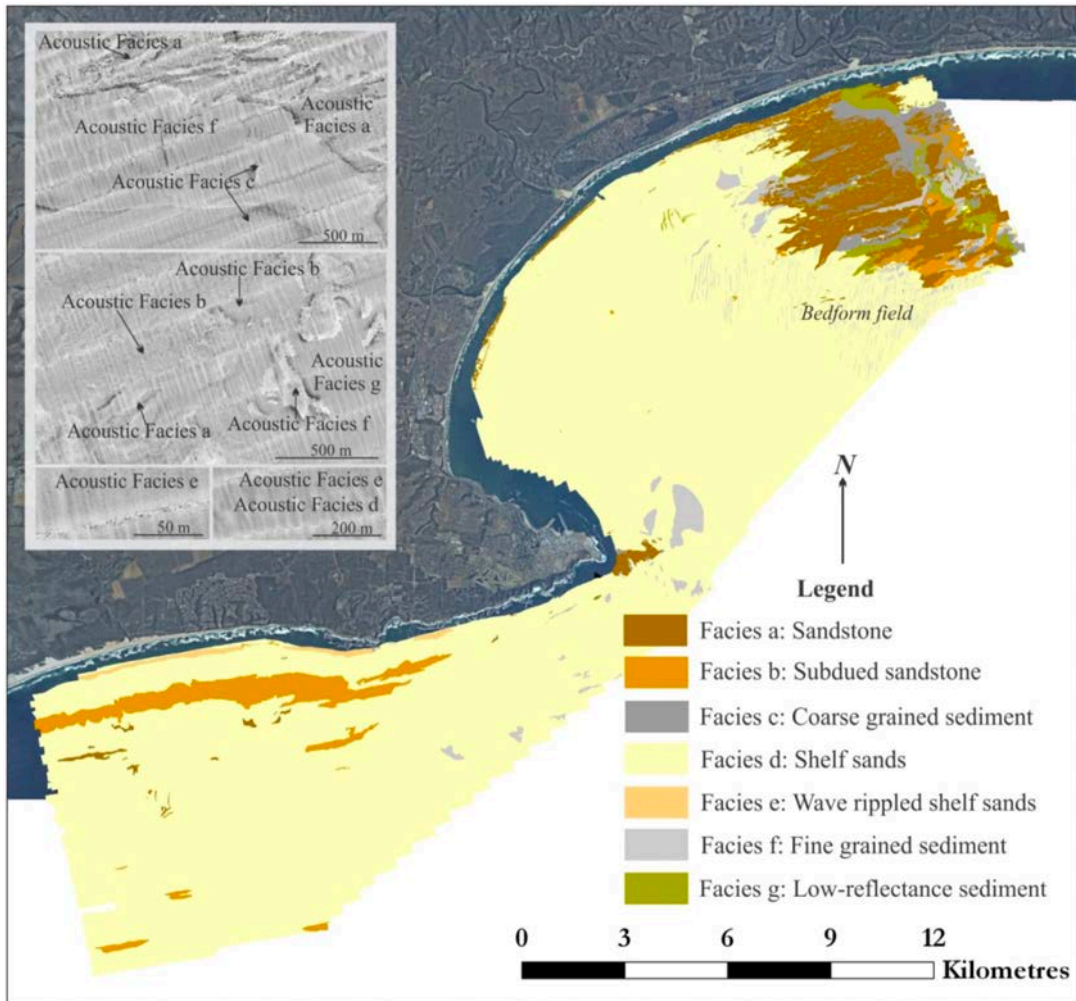 Acoustic Facies a
Acoustic Facies f
Acoustic
Facies a
Acoustic Facies c
500 m
Acoustic Facies b
Acoustic Facies b
Acoustic
Facies g
Acoustic Facies a
Acoustic Facies f
500 m
Acoustic Facies e
50 m
Acoustic Facies e
Acoustic Facies d
200 m
Bedform field
N
Legend
Facies a: Sandstone
Facies b: Subdued sandstone
Facies c: Coarse grained sediment
Facies d: Shelf sands
Facies e: Wave rippled shelf sands
Facies f: Fine grained sediment
Facies g: Low-reflectance sediment
0 3 6 9 12
Kilometres